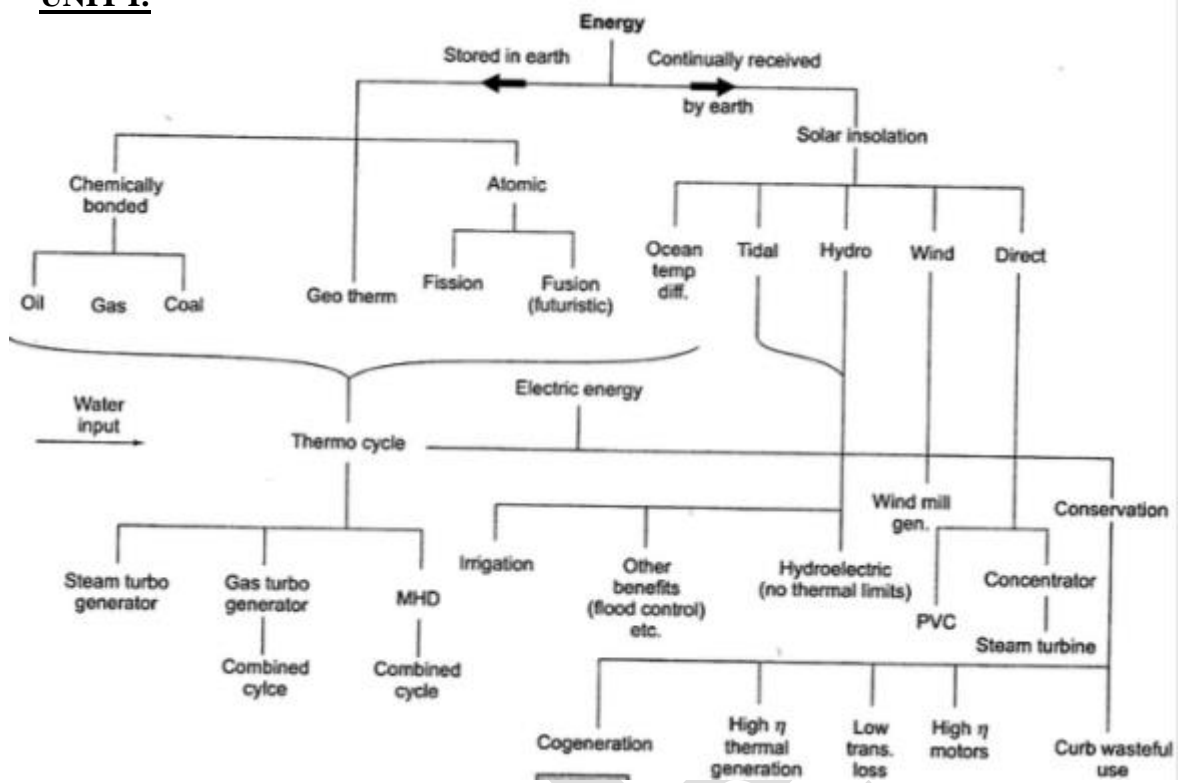 UNIT I:
Energy
Stored in earth
Continually received
by earth
Solar insolation
Chemically
bonded
Atomic
Oil
Gas
Coal
Geo therm
Fission
Fusion
(futuristic)
Ocean
temp
diff.
Tidal
Hydro
Wind
Direct
Electric energy
Water
input
Thermo cycle
Wind mill
gen.
Conservation
Steam turbo
generator
Gas turbo
generator
MHD
Irrigation
Other
benefits
(flood control)
etc.
Hydroelectric
(no thermal limits)
PVC
Concentrator
Steam turbine
Combined
cylce
Combined
cycle
Cogeneration
High η
thermal
generation
Low
trans.
loss
High η
motors
Curb wasteful
use